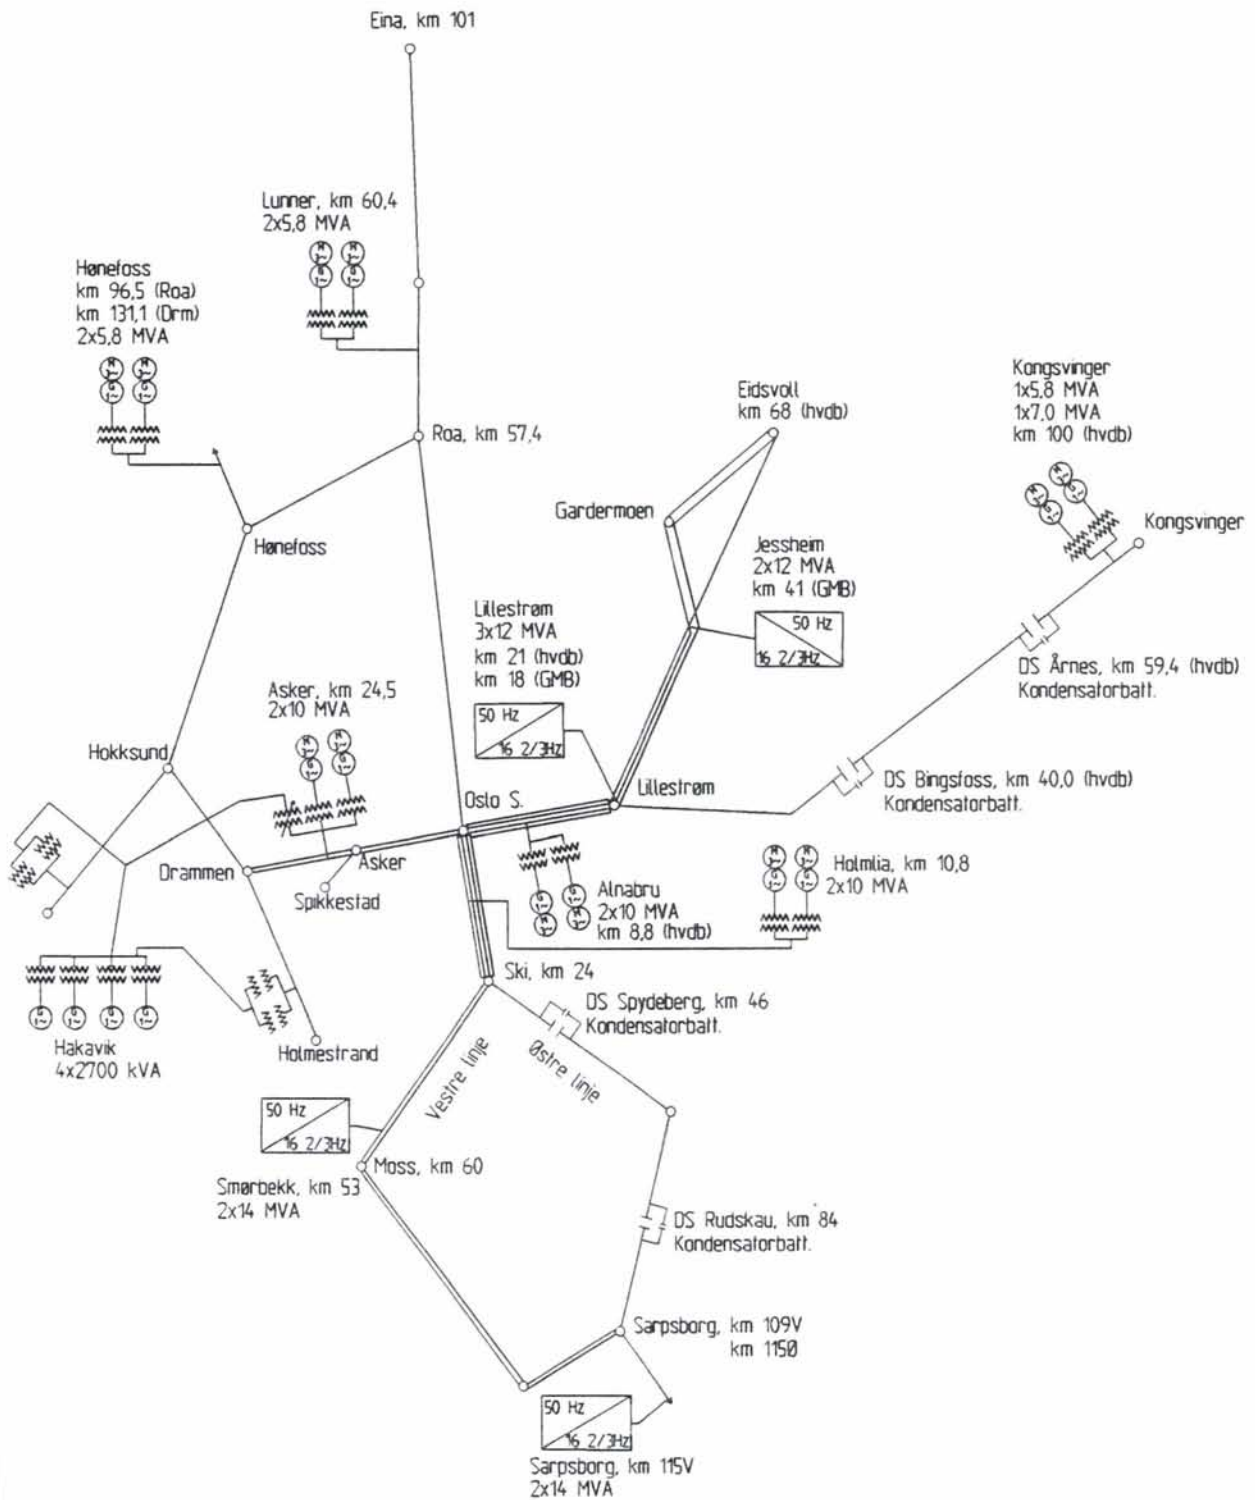 Eina, km 101
Lunner, km 60,4
2x5,8 MVA
Hønefoss
km 96,5 (Roa)
km 131,1 (Drm)
2x5,8 MVA
Roa, km 57,4
Eidsvoll
km 68 (hvdb)
Kongsvinger
1x5,8 MVA
1x7,0 MVA
km 100 (hvdb)
Gardermoen
Kongsvinger
Hønefoss
Jessheim
2x12 MVA
km 41 (GMB)
50 Hz
16 2/3Hz
Lillestrøm
3x12 MVA
km 21 (hvdb)
km 18 (GMB)
50 Hz
16 2/3Hz
DS Årnes, km 59,4 (hvdb)
Kondensatorbatt.
Asker, km 24,5
2x10 MVA
Hokksund
Oslo S.
Lillestrøm
DS Bingsfoss, km 40,0 (hvdb)
Kondensatorbatt.
Drammen
Asker
Spikkestad
Alnabru
2x10 MVA
km 8,8 (hvdb)
Holmlia, km 10,8
2x10 MVA
Ski, km 24
DS Spydeberg, km 46
Kondensatorbatt.
Hakavik
4x2700 kVA
Holmestrand
Vestre linje
Østre linje
50 Hz
16 2/3Hz
Moss, km 60
Smørbekk, km 53
2x14 MVA
DS Rudskau, km 84
Kondensatorbatt.
Sarpsborg, km 109V
km 115Ø
50 Hz
16 2/3Hz
Sarpsborg, km 115V
2x14 MVA